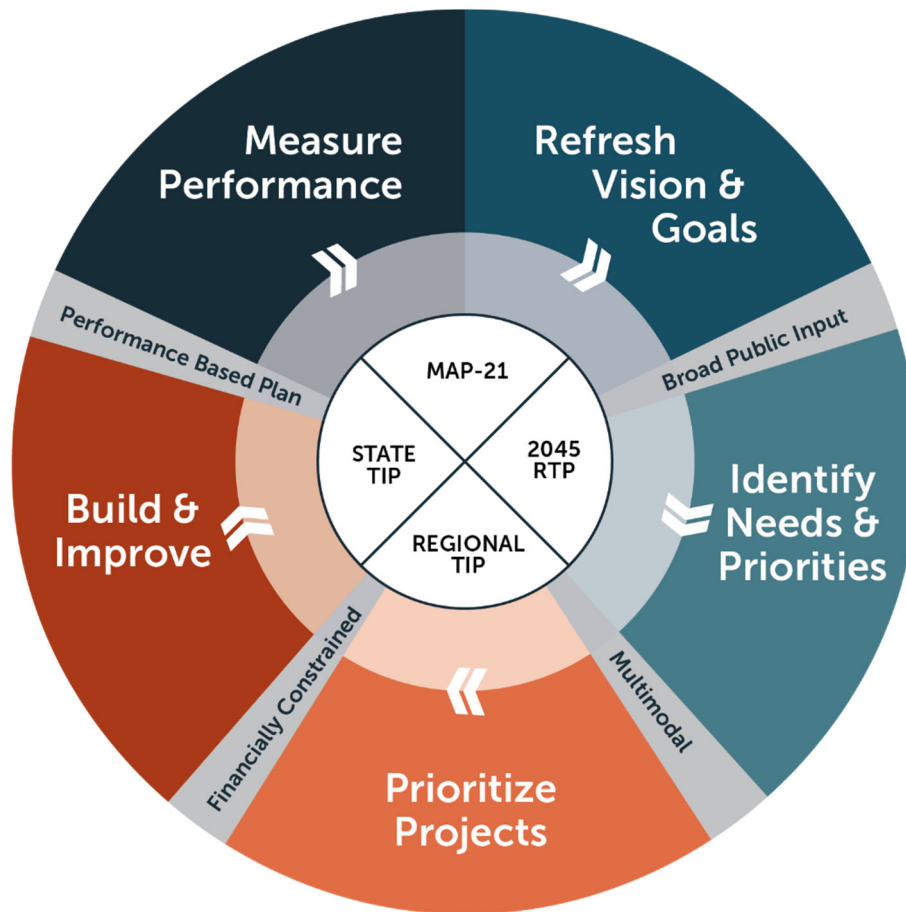 Measure
Performance
Refresh
Vision &
Goals
Performance Based Plan
Broad Public Input
MAP-21
STATE
TIP
2045
RTP
REGIONAL
TIP
Build &
Improve
Identify
Needs &
Priorities
Financially Constrained
Multimodal
Prioritize
Projects